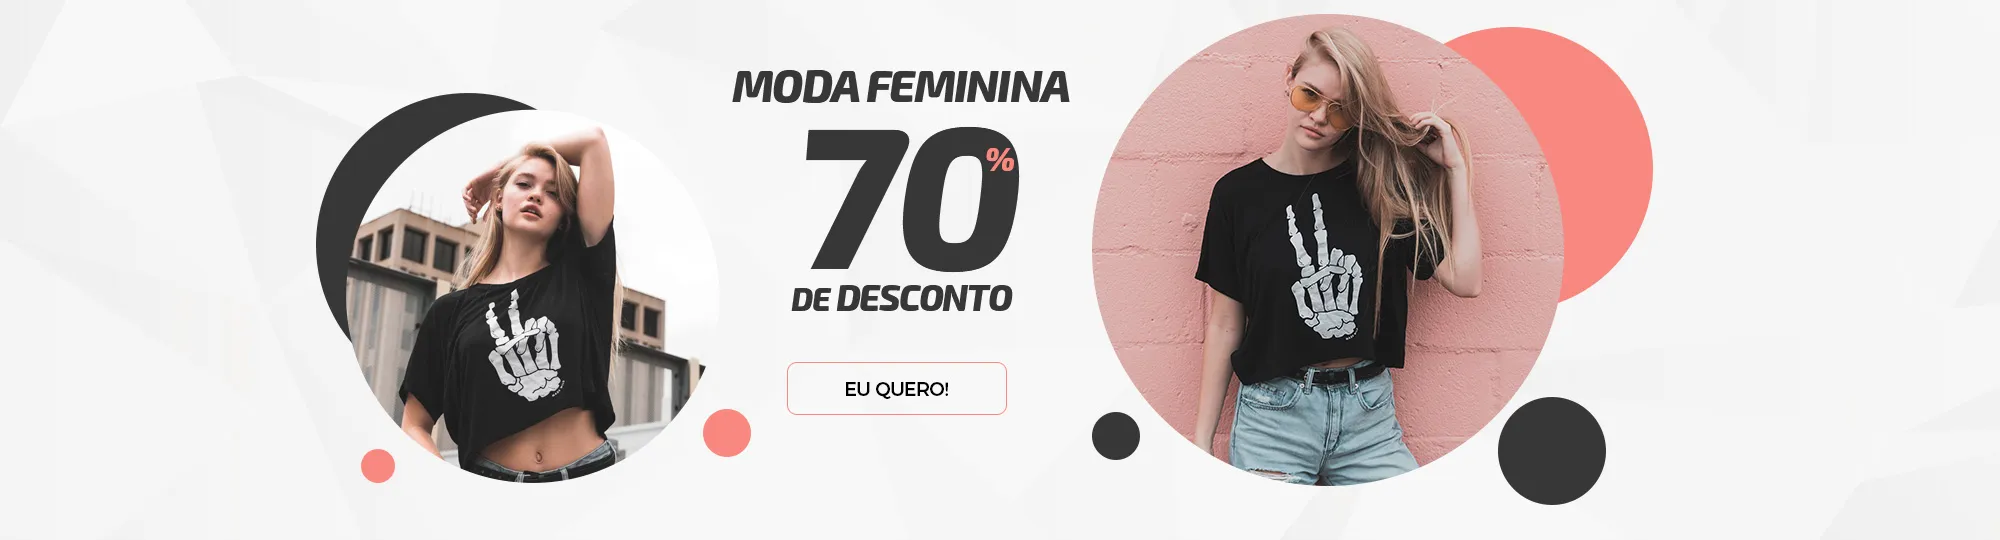 MODA FEMININA
70%
DE DESCONTO
EU QUERO!